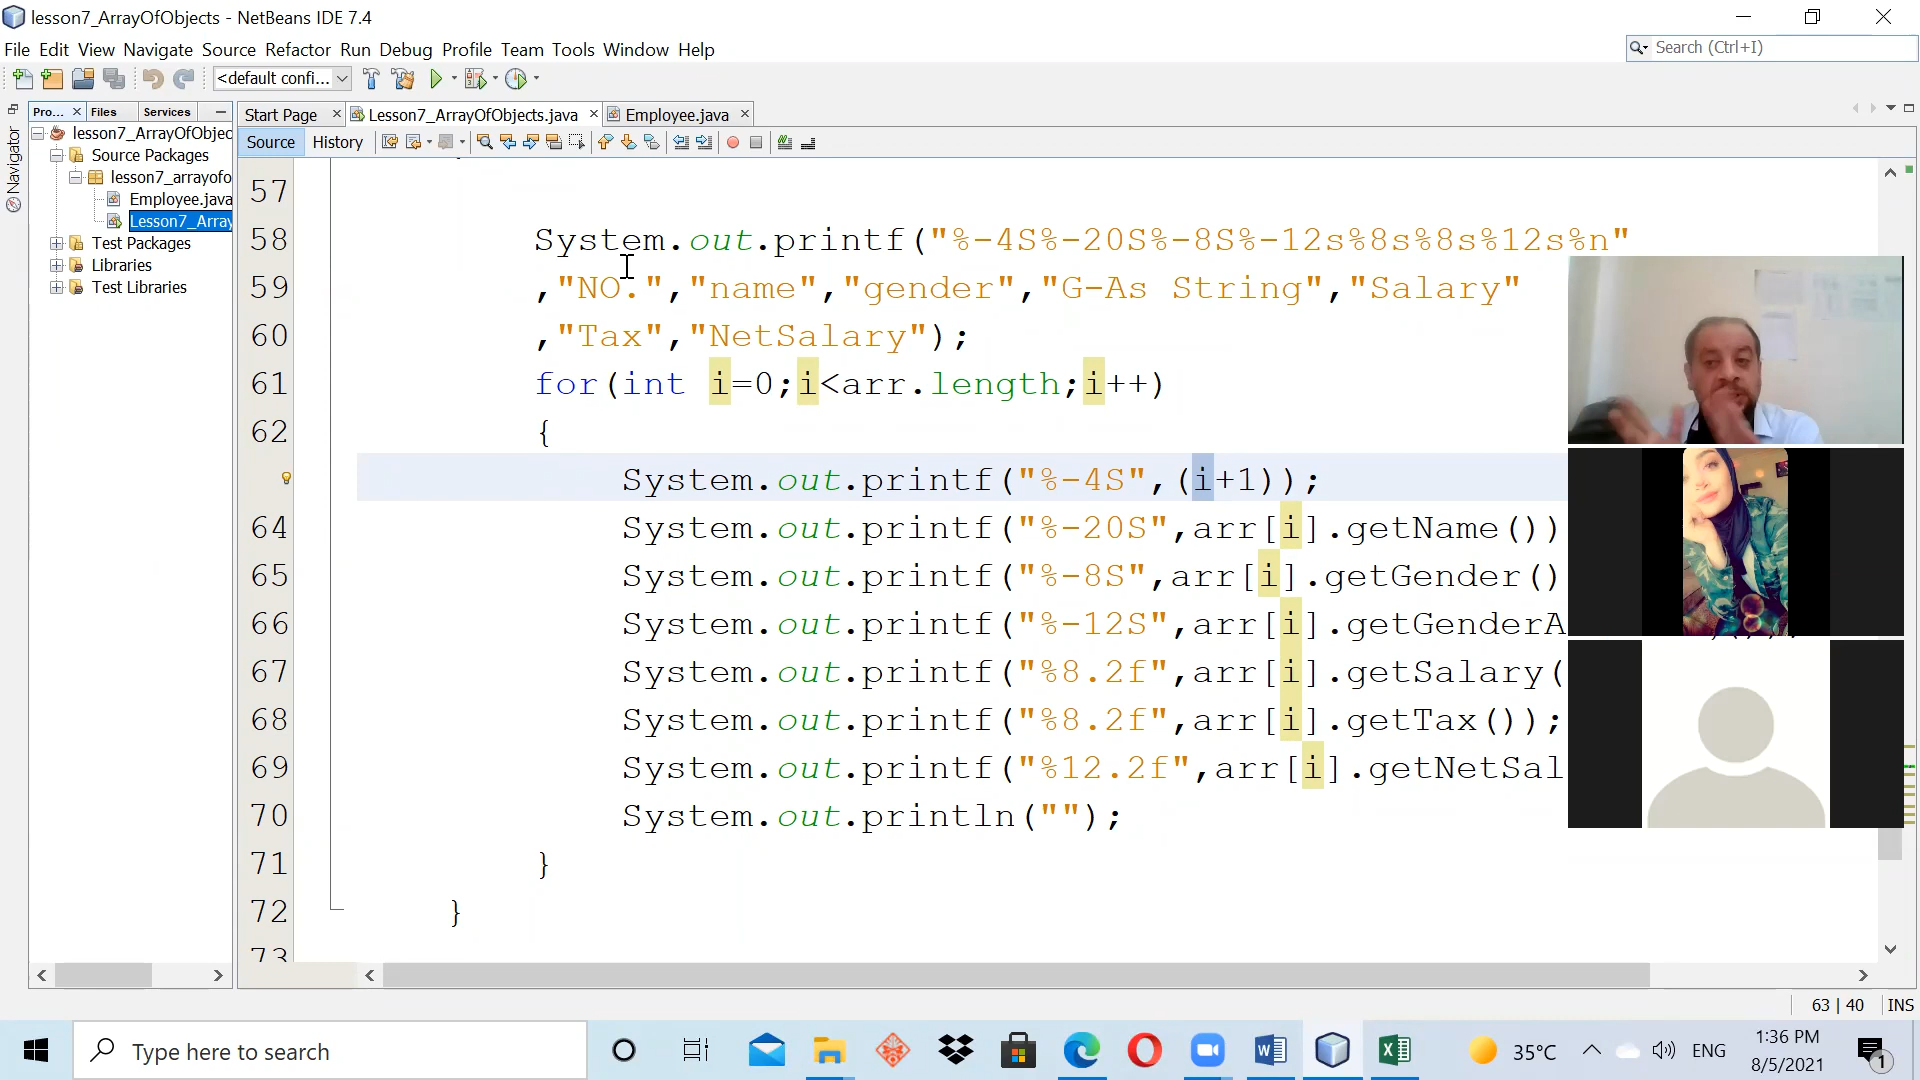 lesson7_ArrayOfObjects - NetBeans IDE 7.4
File Edit View Navigate Source Refactor Run Debug Profile Team Tools Window Help
Search (Ctrl+I)
<default confi...
Pro... Files Services
Start Page Lesson7_ArrayOfObjects.java Employee.java
Source History
Navigator
lesson7_ArrayOfObjec
Source Packages
lesson7_arrayofo
Employee.java
Lesson7_Array
Test Packages
Libraries
Test Libraries
57
58 System.out.printf("%-4S%-20S%-8S%-12s%8s%8s%12s%n"
59 ,"NO.","name","gender","G-As String","Salary"
60 ,"Tax","NetSalary");
61 for(int i=0;i<arr.length;i++)
62 {
System.out.printf("%-4S",(i+1));
64 System.out.printf("%-20S",arr[i].getName())
65 System.out.printf("%-8S",arr[i].getGender()
66 System.out.printf("%-12S",arr[i].getGenderA
67 System.out.printf("%8.2f",arr[i].getSalary(
68 System.out.printf("%8.2f",arr[i].getTax());
69 System.out.printf("%12.2f",arr[i].getNetSal
70 System.out.println("");
71 }
72 }
73
63 | 40 INS
Type here to search
35°C
ENG
1:36 PM
8/5/2021
1